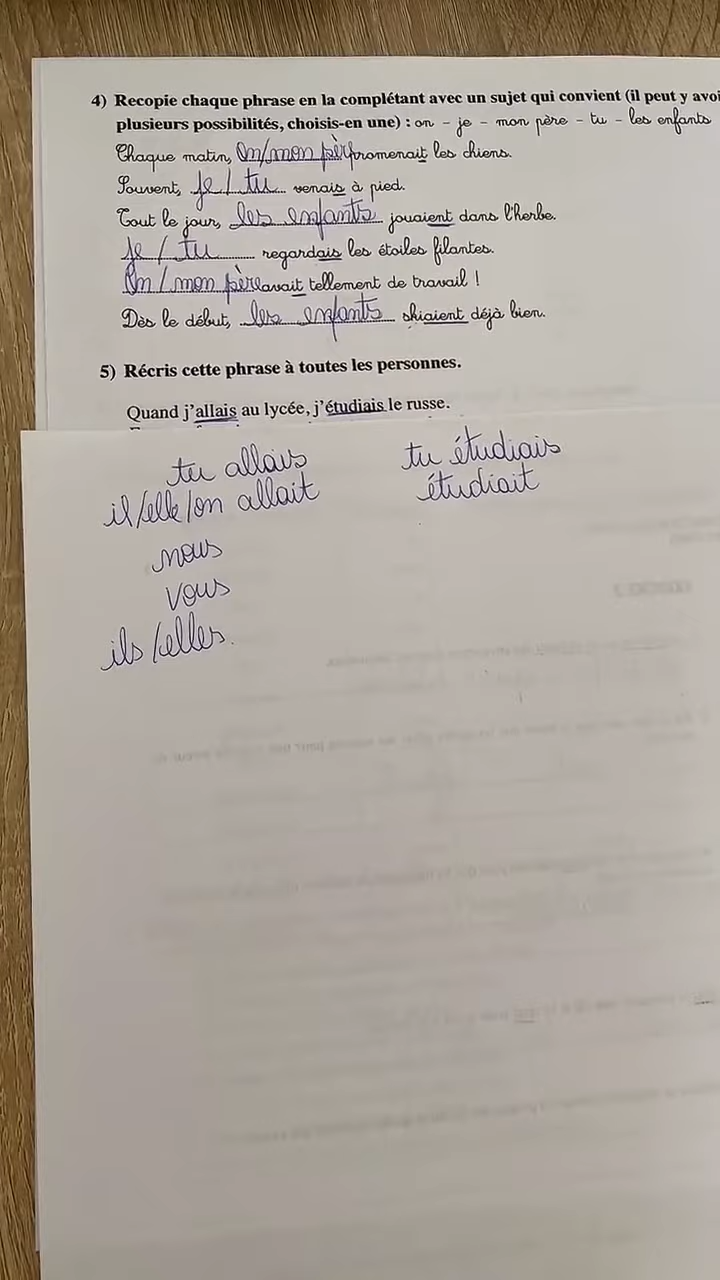 4) Recopie chaque phrase en la complétant avec un sujet qui convient (il peut y avoi
plusieurs possibilités, choisis-en une) : on - je - mon père - tu - les enfants
Chaque matin, On/mon père promenait les chiens.
Souvent, je / tu venais à pied.
Tout le jour, les enfants jouaient dans l'herbe.
je / tu regardais les étoiles filantes.
On / mon père avait tellement de travail !
Dès le début, les enfants skiaient déjà bien.
5) Récris cette phrase à toutes les personnes.
Quand j'allais au lycée, j'étudiais le russe.
tu allais tu étudiais
il/elle/on allait étudiait
nous
vous
ils/elles.